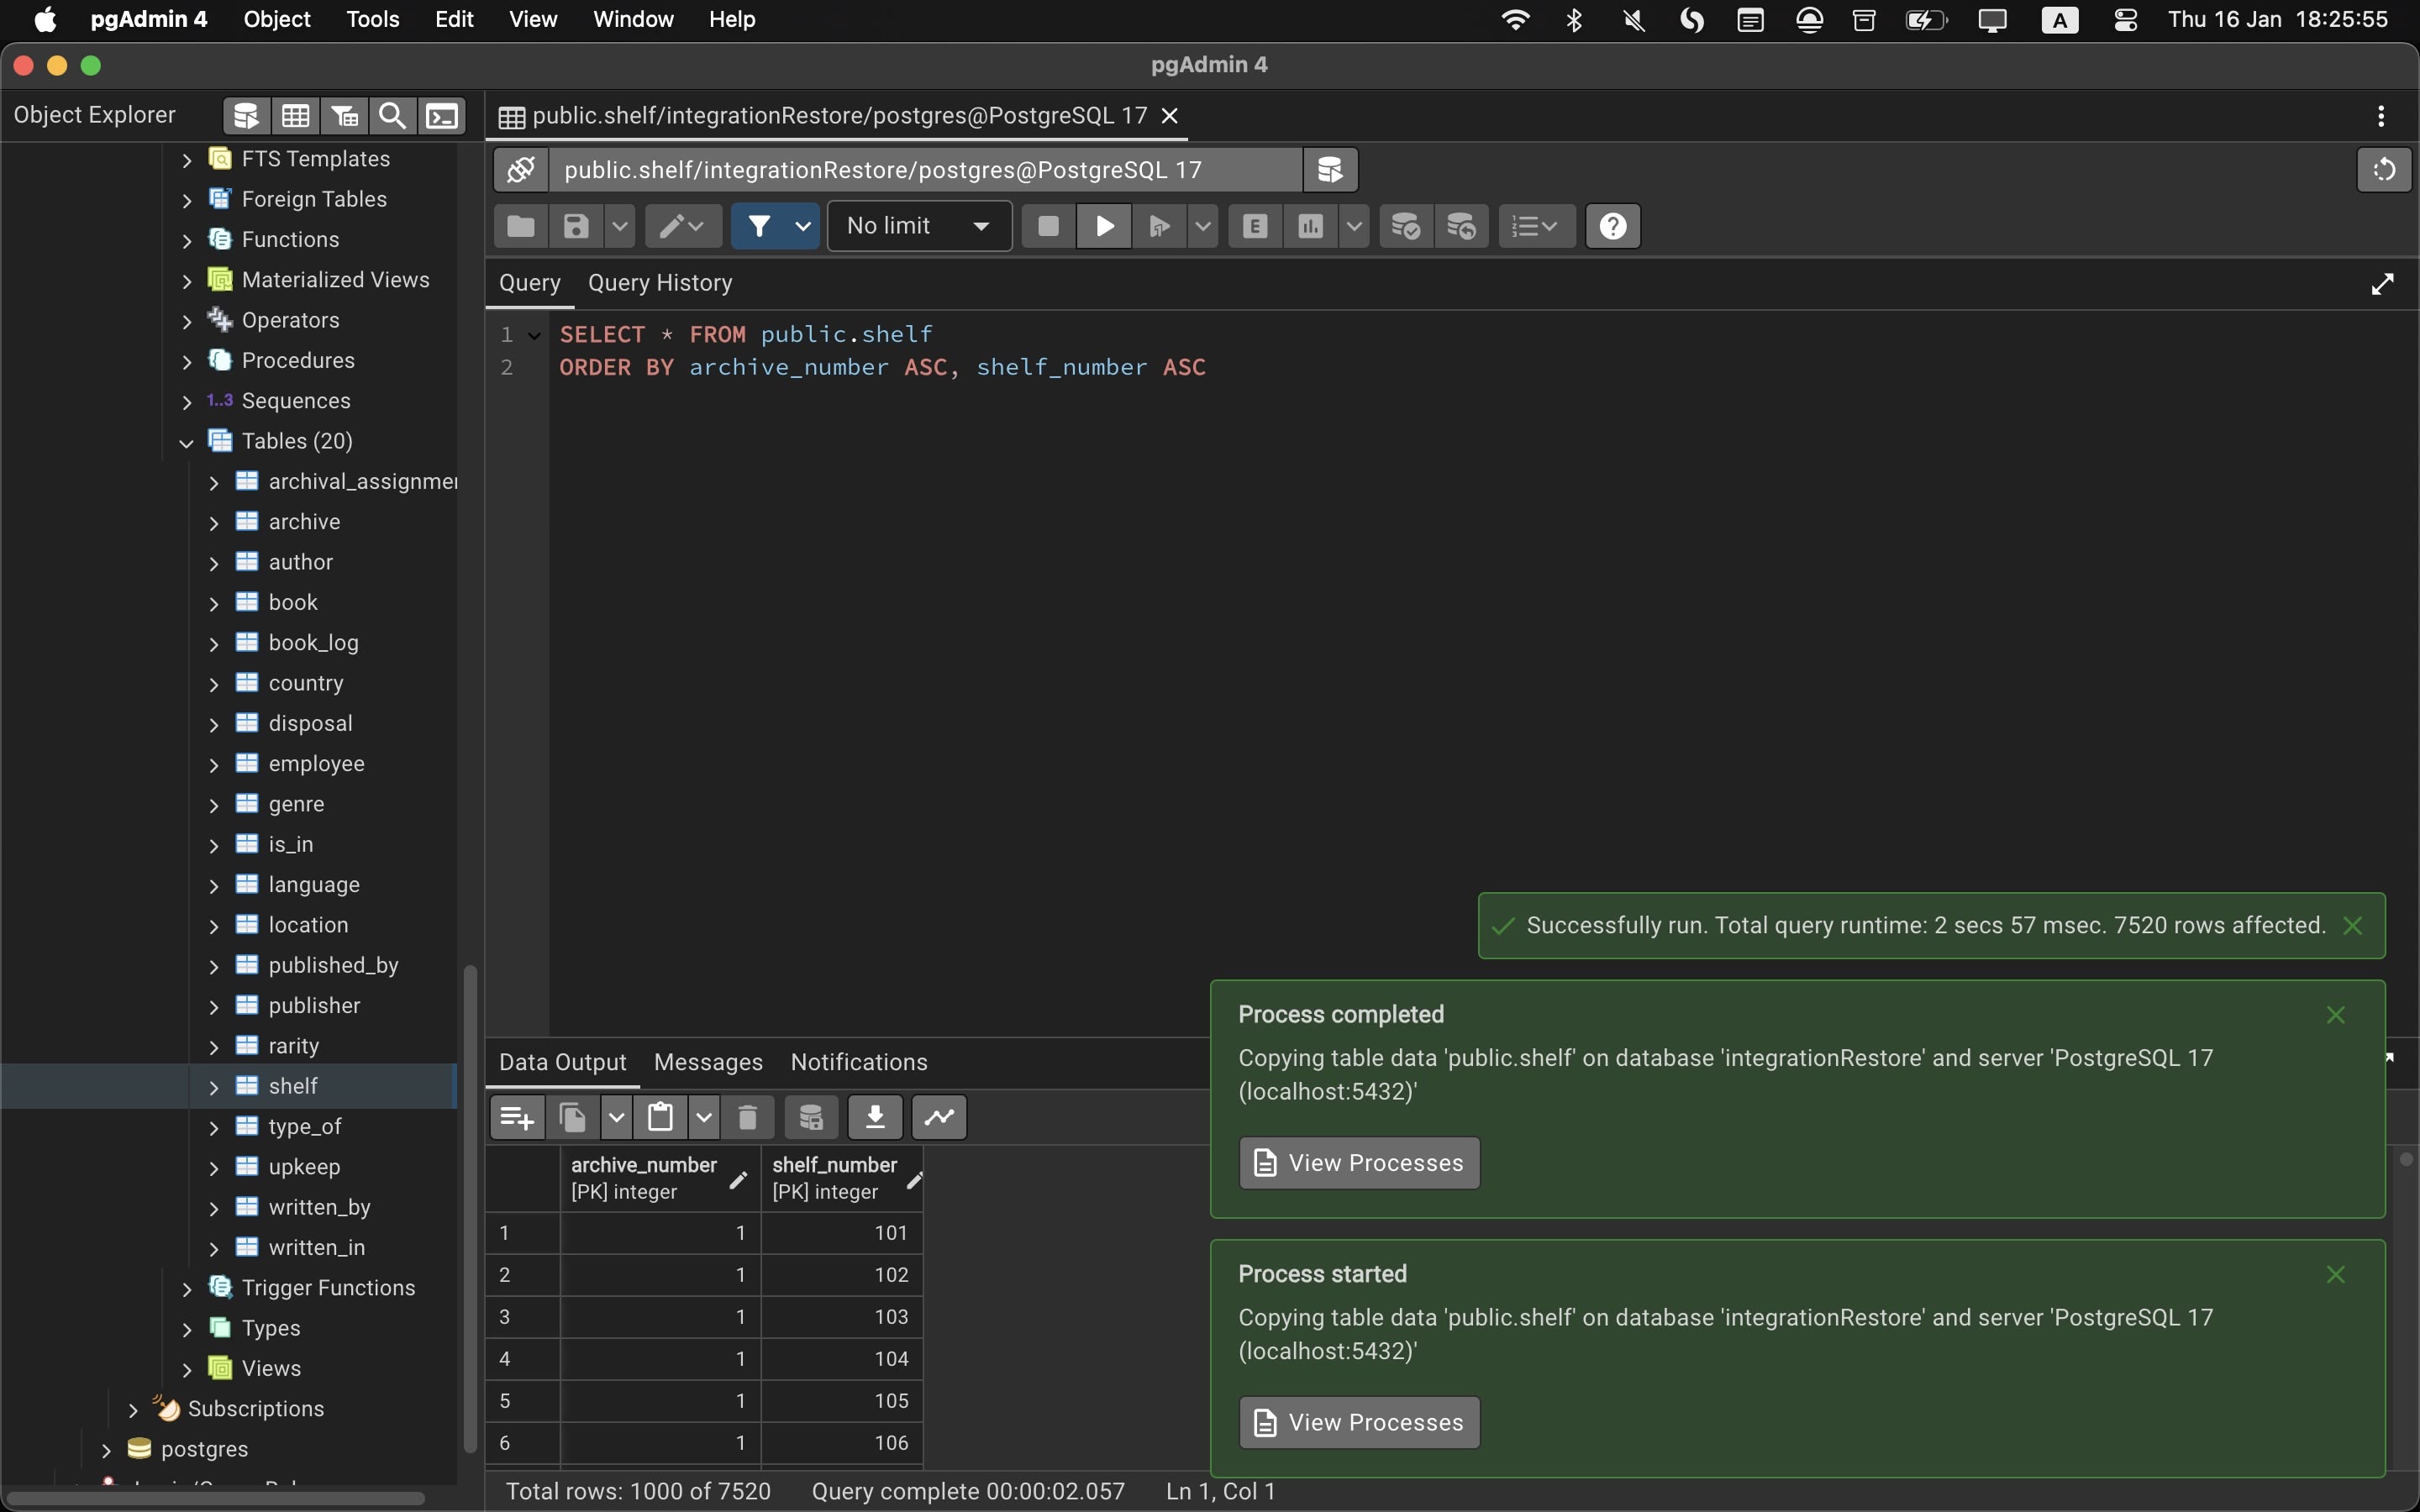 pgAdmin 4 Object Tools Edit View Window Help A Thu 16 Jan 18:25:55
pgAdmin 4
Object Explorer
public.shelf/integrationRestore/postgres@PostgreSQL 17
public.shelf/integrationRestore/postgres@PostgreSQL 17
No limit
E
Query Query History
1 SELECT * FROM public.shelf
2 ORDER BY archive_number ASC, shelf_number ASC
FTS Templates
Foreign Tables
Functions
Materialized Views
Operators
Procedures
1..3 Sequences
Tables (20)
archival_assignmen
archive
author
book
book_log
country
disposal
employee
genre
is_in
language
location
published_by
publisher
rarity
shelf
type_of
upkeep
written_by
written_in
Trigger Functions
Types
Views
Subscriptions
postgres
Successfully run. Total query runtime: 2 secs 57 msec. 7520 rows affected.
Process completed
Copying table data 'public.shelf' on database 'integrationRestore' and server 'PostgreSQL 17
(localhost:5432)'
View Processes
Process started
Copying table data 'public.shelf' on database 'integrationRestore' and server 'PostgreSQL 17
(localhost:5432)'
View Processes
Data Output Messages Notifications
archive_number shelf_number
[PK] integer [PK] integer
1 1 101
2 1 102
3 1 103
4 1 104
5 1 105
6 1 106
Total rows: 1000 of 7520 Query complete 00:00:02.057 Ln 1, Col 1